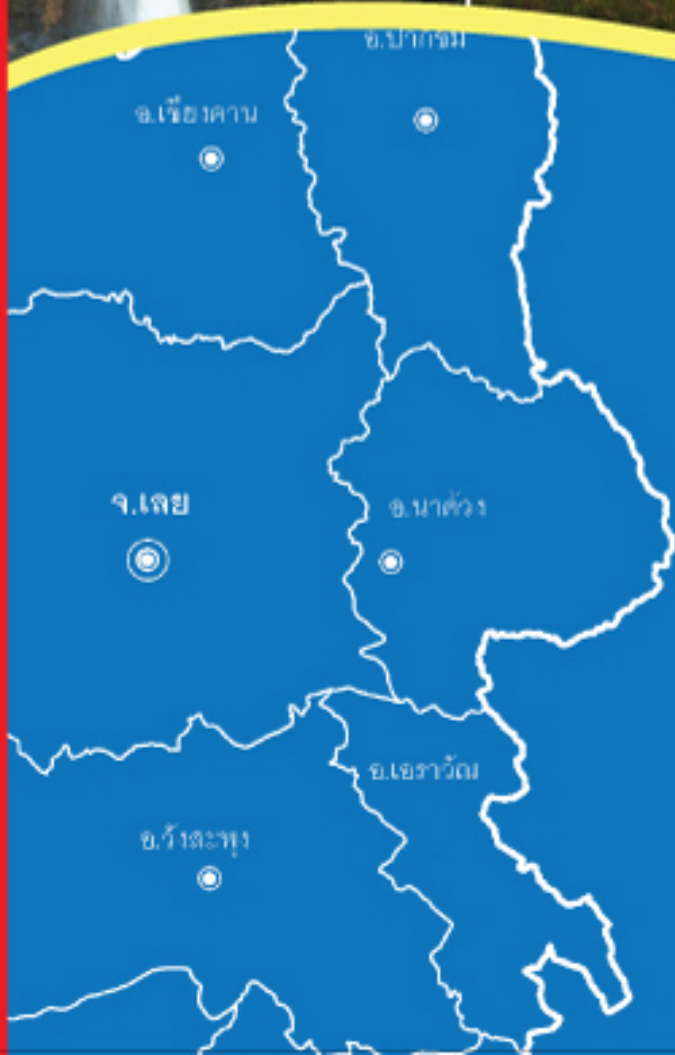 อ.ปากชม
อ.เชียงคาน
จ.เลย
อ.นาด้วง
อ.เอราวัณ
อ.วังสะพุง